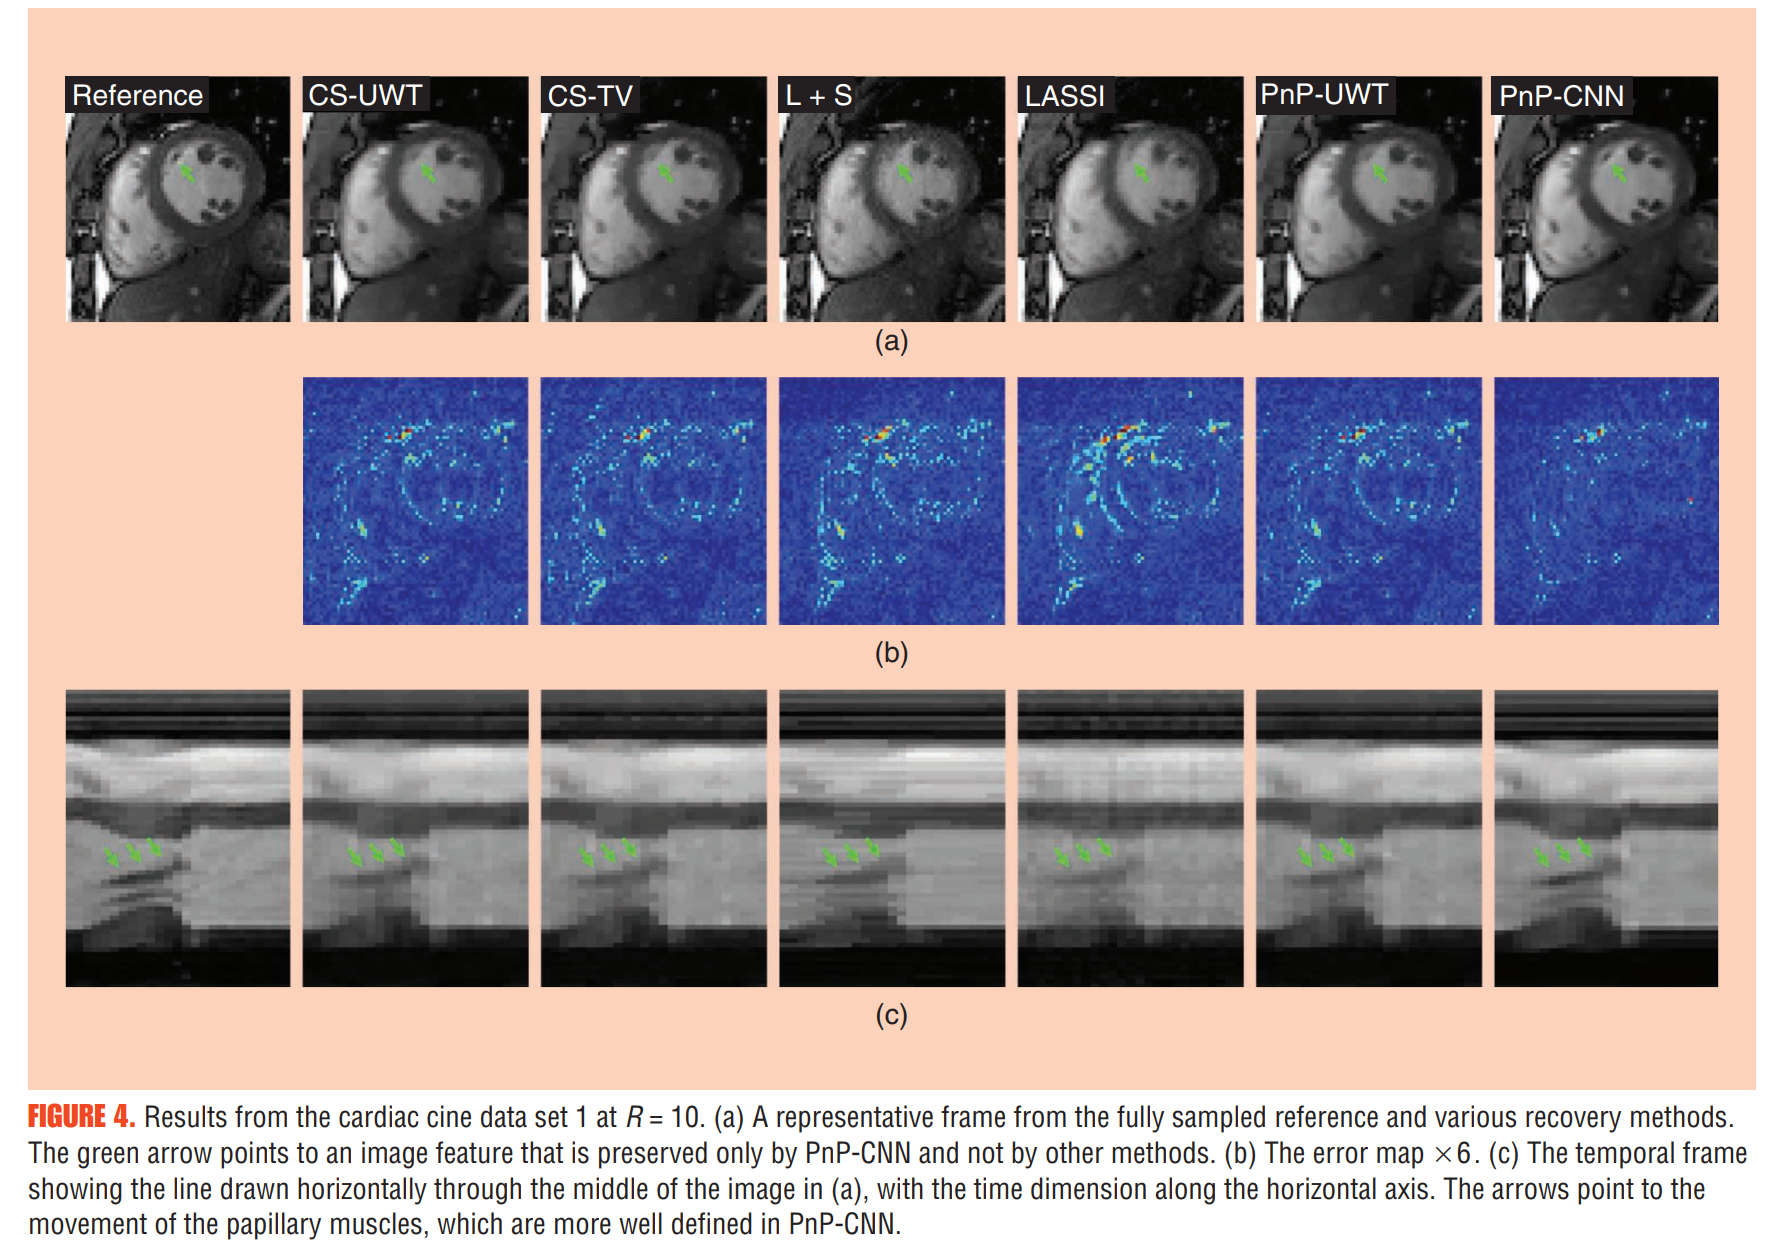 Reference
CS-UWT
CS-TV
L + S
LASSI
PnP-UWT
PnP-CNN
(a)
(b)
(c)
FIGURE 4. Results from the cardiac cine data set 1 at R = 10. (a) A representative frame from the fully sampled reference and various recovery methods.
The green arrow points to an image feature that is preserved only by PnP-CNN and not by other methods. (b) The error map ×6. (c) The temporal frame
showing the line drawn horizontally through the middle of the image in (a), with the time dimension along the horizontal axis. The arrows point to the
movement of the papillary muscles, which are more well defined in PnP-CNN.